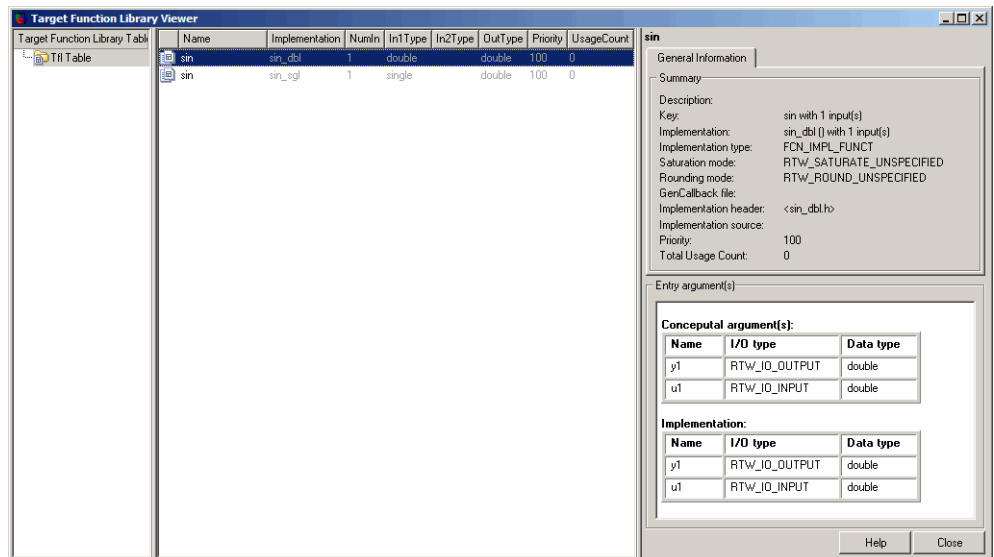 Target Function Library Viewer
Target Function Library Table
Tfl Table
Name Implementation NumIn In1Type In2Type OutType Priority UsageCount
sin sin_dbl 1 double double 100 0
sin sin_sgl 1 single double 100 0
sin
General Information
Summary
Description:
Key: sin with 1 input(s)
Implementation: sin_dbl () with 1 input(s)
Implementation type: FCN_IMPL_FUNCT
Saturation mode: RTW_SATURATE_UNSPECIFIED
Rounding mode: RTW_ROUND_UNSPECIFIED
GenCallback file:
Implementation header: <sin_dbl.h>
Implementation source:
Priority: 100
Total Usage Count: 0
Entry argument(s)
Conceputal argument(s):
Name I/O type Data type
y1 RTW_IO_OUTPUT double
u1 RTW_IO_INPUT double
Implementation:
Name I/O type Data type
y1 RTW_IO_OUTPUT double
u1 RTW_IO_INPUT double
Help Close